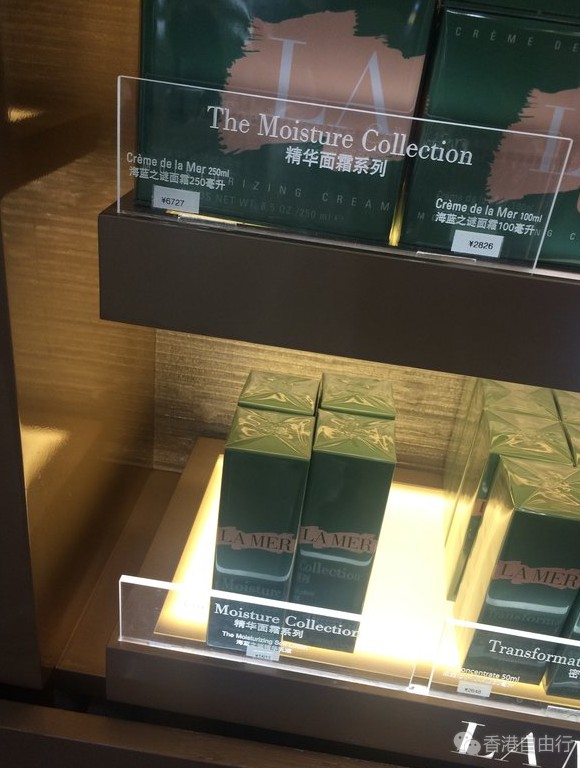 LA
CRÈME DE
The Moisture Collection
精华面霜系列
Crème de la Mer 250ml
海蓝之谜面霜250毫升
RIZING CREAM
NET WT. 8.5 OZ/250 ml
¥6727
Crème de la Mer 100ml
海蓝之谜面霜100毫升
¥2826
LA MER
LA MER
LA MER
Moisture Collection
精华面霜系列
The Moisturizing
Transformat
密
Concentrate 50ml
LA
香港自由行